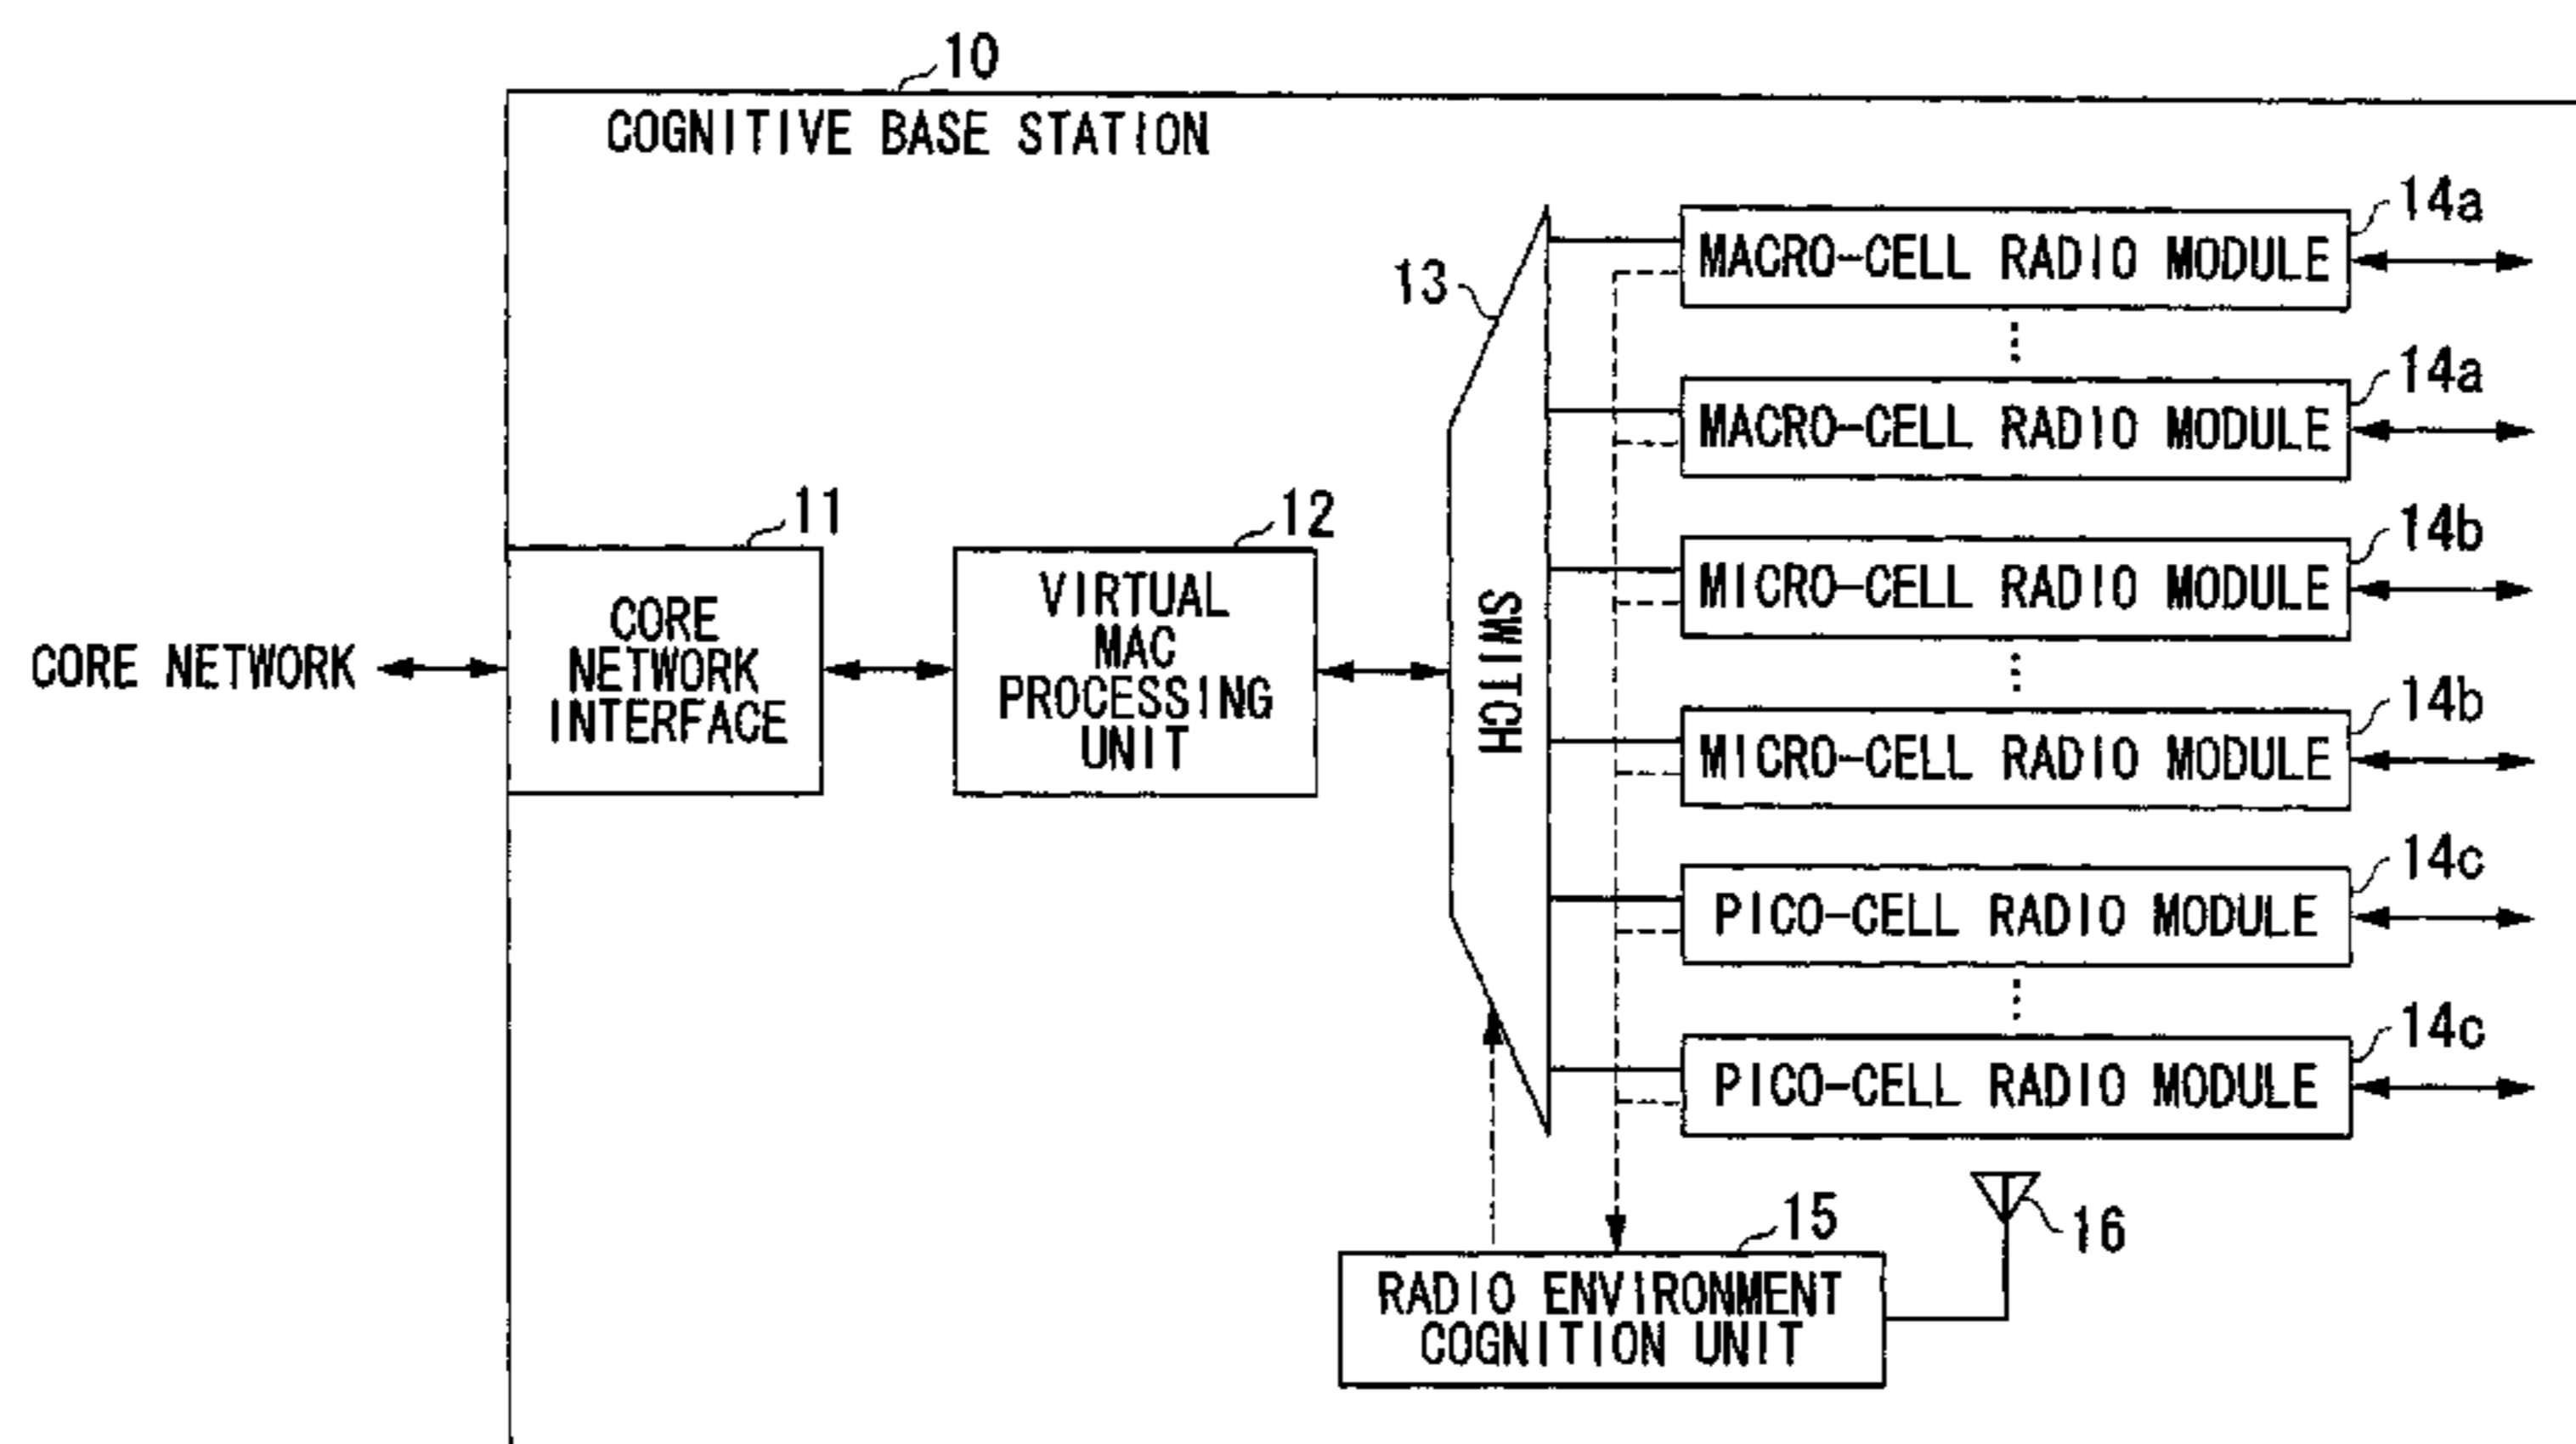 10
COGNITIVE BASE STATION
14a
MACRO-CELL RADIO MODULE
13
14a
MACRO-CELL RADIO MODULE
11
12
14b
MICRO-CELL RADIO MODULE
CORE NETWORK
CORE
NETWORK
INTERFACE
VIRTUAL
MAC
PROCESSING
UNIT
SWITCH
14b
MICRO-CELL RADIO MODULE
14c
PICO-CELL RADIO MODULE
14c
PICO-CELL RADIO MODULE
15
16
RADIO ENVIRONMENT
COGNITION UNIT